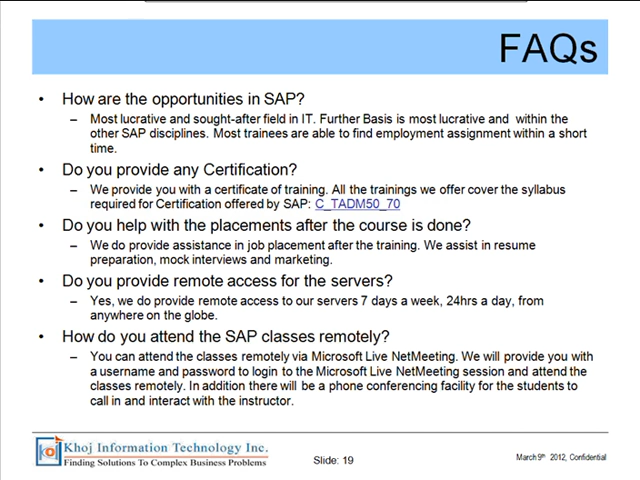 FAQs
• How are the opportunities in SAP?
– Most lucrative and sought-after field in IT. Further Basis is most lucrative and within the
other SAP disciplines. Most trainees are able to find employment assignment within a short
time.
• Do you provide any Certification?
– We provide you with a certificate of training. All the trainings we offer cover the syllabus
required for Certification offered by SAP: C_TADM50_70
• Do you help with the placements after the course is done?
– We do provide assistance in job placement after the training. We assist in resume
preparation, mock interviews and marketing.
• Do you provide remote access for the servers?
– Yes, we do provide remote access to our servers 7 days a week, 24hrs a day, from
anywhere on the globe.
• How do you attend the SAP classes remotely?
– You can attend the classes remotely via Microsoft Live NetMeeting. We will provide you with
a username and password to login to the Microsoft Live NetMeeting session and attend the
classes remotely. In addition there will be a phone conferencing facility for the students to
call in and interact with the instructor.
Khoj Information Technology Inc.
Finding Solutions To Complex Business Problems
Slide: 19
March 9th 2012, Confidential